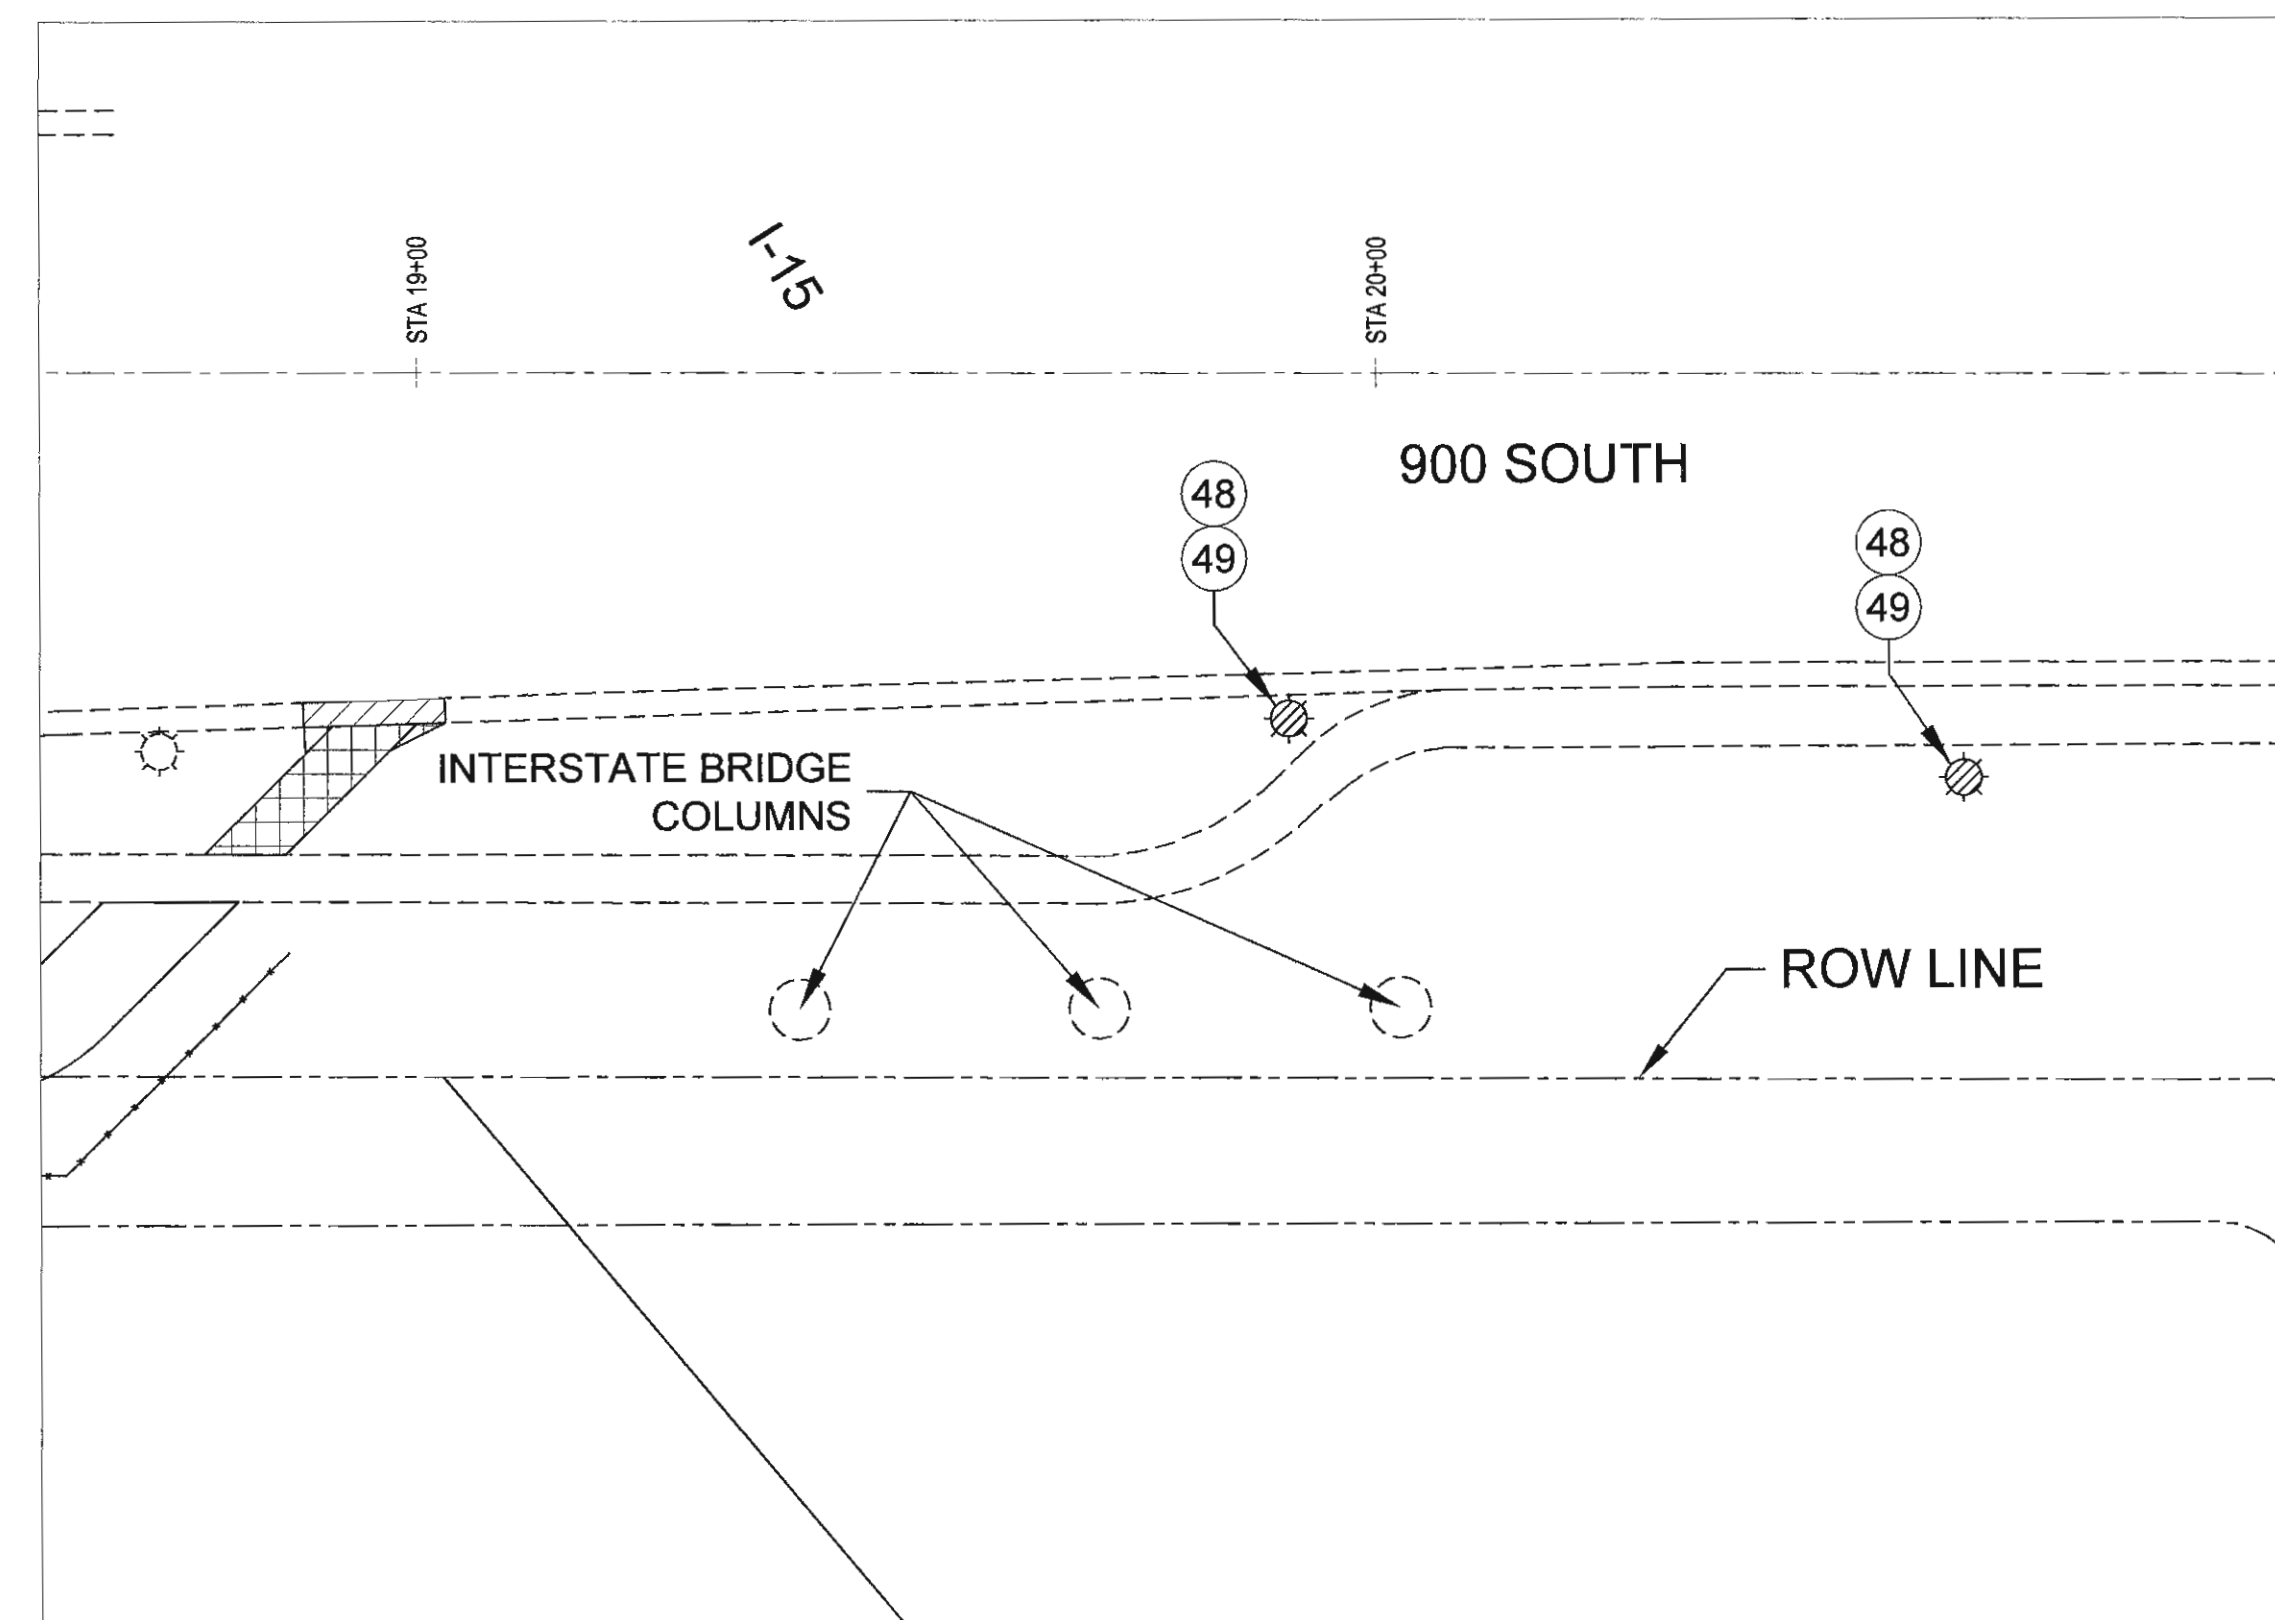 STA 19+00
I-15
STA 20+00
900 SOUTH
48
49
48
49
INTERSTATE BRIDGE
COLUMNS
ROW LINE